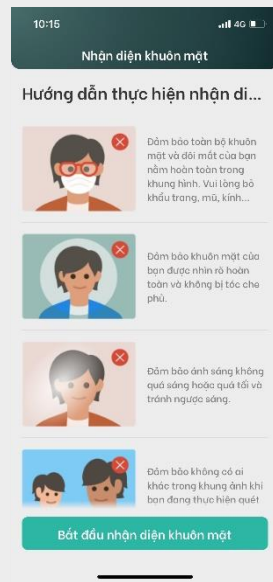 10:15
4G
Nhận diện khuôn mặt
Hướng dẫn thực hiện nhận di...
Đảm bảo toàn bộ khuôn
mặt và đôi mắt của bạn
nằm hoàn toàn trong
khung hình. Vui lòng bỏ
khẩu trang, mũ, kính...
Đảm bảo khuôn mặt của
bạn được nhìn rõ hoàn
toàn và không bị tóc che
phủ.
Đảm bảo ánh sáng không
quá sáng hoặc quá tối và
tránh ngược sáng.
Đảm bảo không có ai
khác trong khung ảnh khi
bạn đang thực hiện quét
Bắt đầu nhận diện khuôn mặt